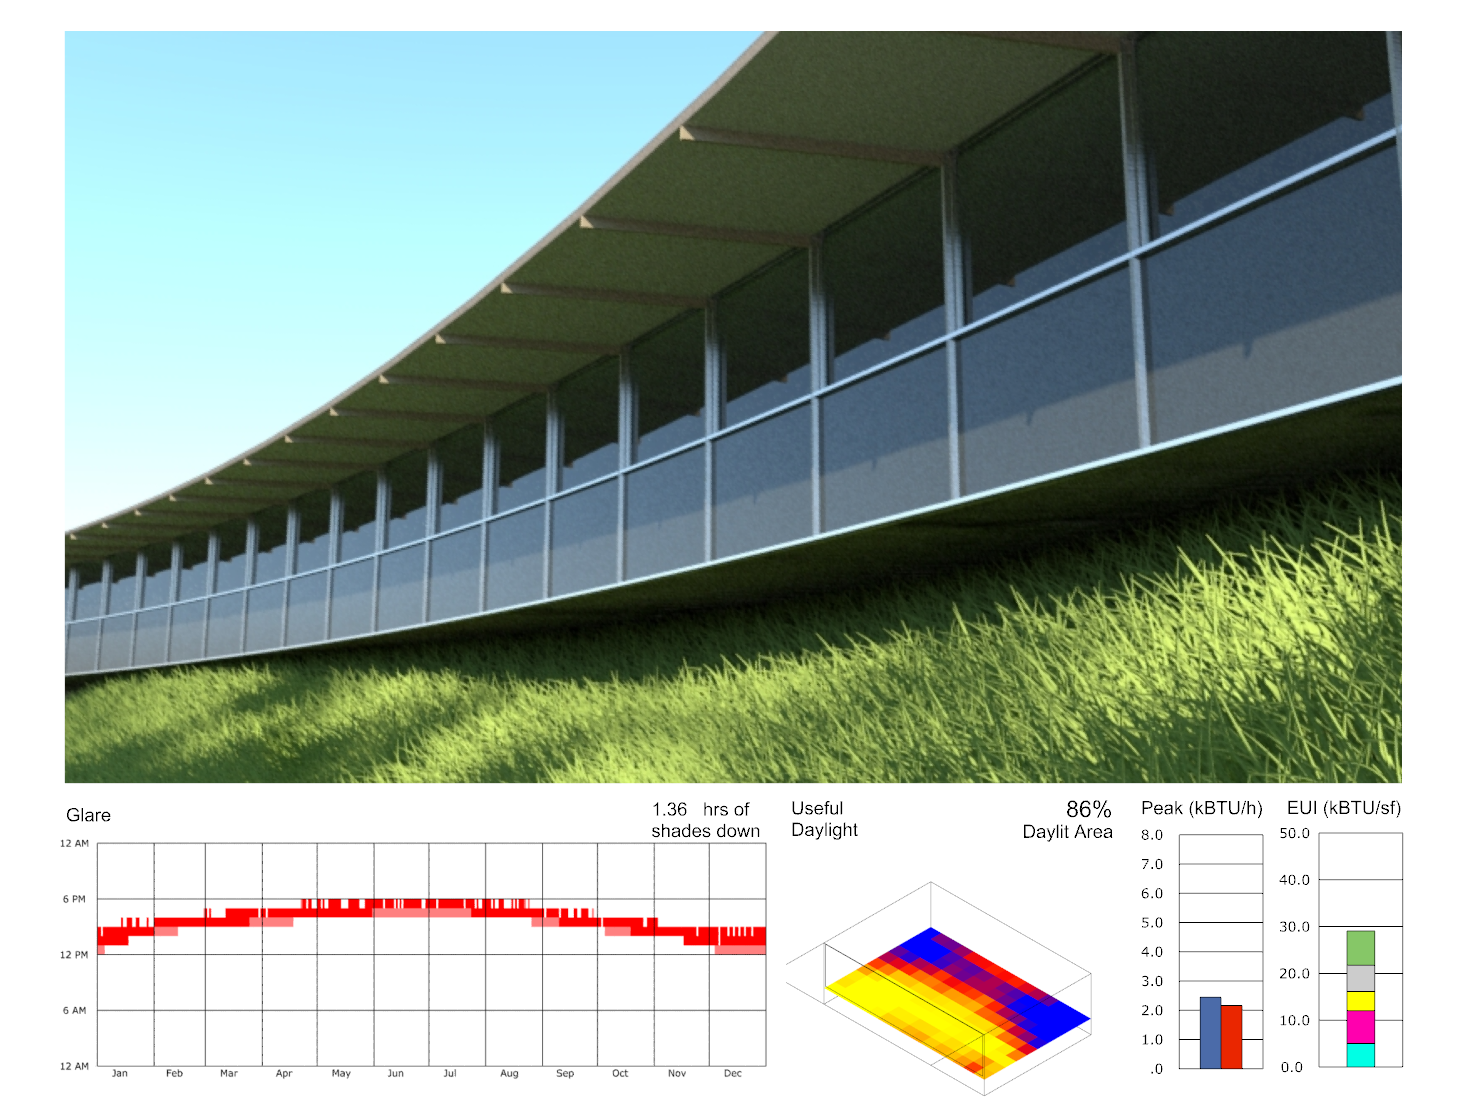 Glare
1.36 hrs of
shades down
12 AM
6 PM
12 PM
6 AM
12 AM
Jan Feb Mar Apr May Jun Jul Aug Sep Oct Nov Dec
Useful
Daylight
86%
Daylit Area
Peak (kBTU/h)
8.0
7.0
6.0
5.0
4.0
3.0
2.0
1.0
.0
EUI (kBTU/sf)
50.0
40.0
30.0
20.0
10.0
0.0